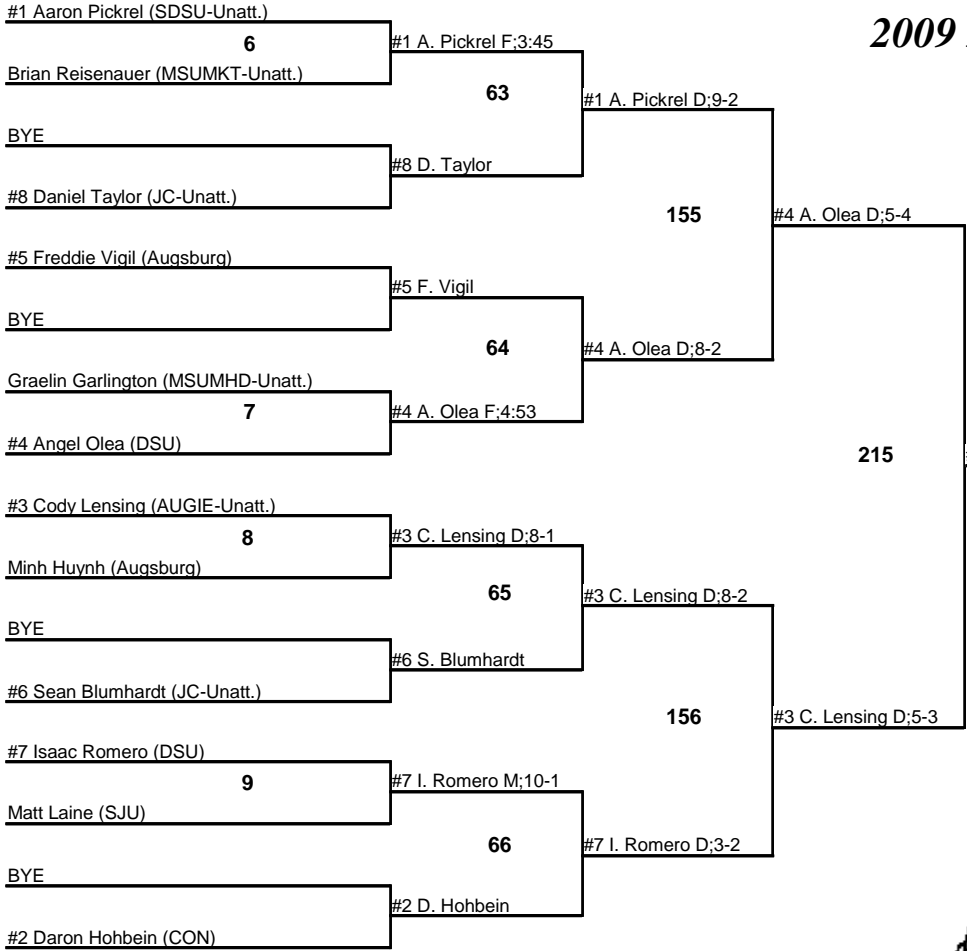 #1 Aaron Pickrel (SDSU-Unatt.)
2009
6
#1 A. Pickrel F;3:45
Brian Reisenauer (MSUMKT-Unatt.)
63
#1 A. Pickrel D;9-2
BYE
#8 D. Taylor
#8 Daniel Taylor (JC-Unatt.)
155
#4 A. Olea D;5-4
#5 Freddie Vigil (Augsburg)
#5 F. Vigil
BYE
64
#4 A. Olea D;8-2
Graelin Garlington (MSUMHD-Unatt.)
7
#4 A. Olea F;4:53
#4 Angel Olea (DSU)
215
#3 Cody Lensing (AUGIE-Unatt.)
8
#3 C. Lensing D;8-1
Minh Huynh (Augsburg)
65
#3 C. Lensing D;8-2
BYE
#6 S. Blumhardt
#6 Sean Blumhardt (JC-Unatt.)
156
#3 C. Lensing D;5-3
#7 Isaac Romero (DSU)
9
#7 I. Romero M;10-1
Matt Laine (SJU)
66
#7 I. Romero D;3-2
BYE
#2 D. Hohbein
#2 Daron Hohbein (CON)